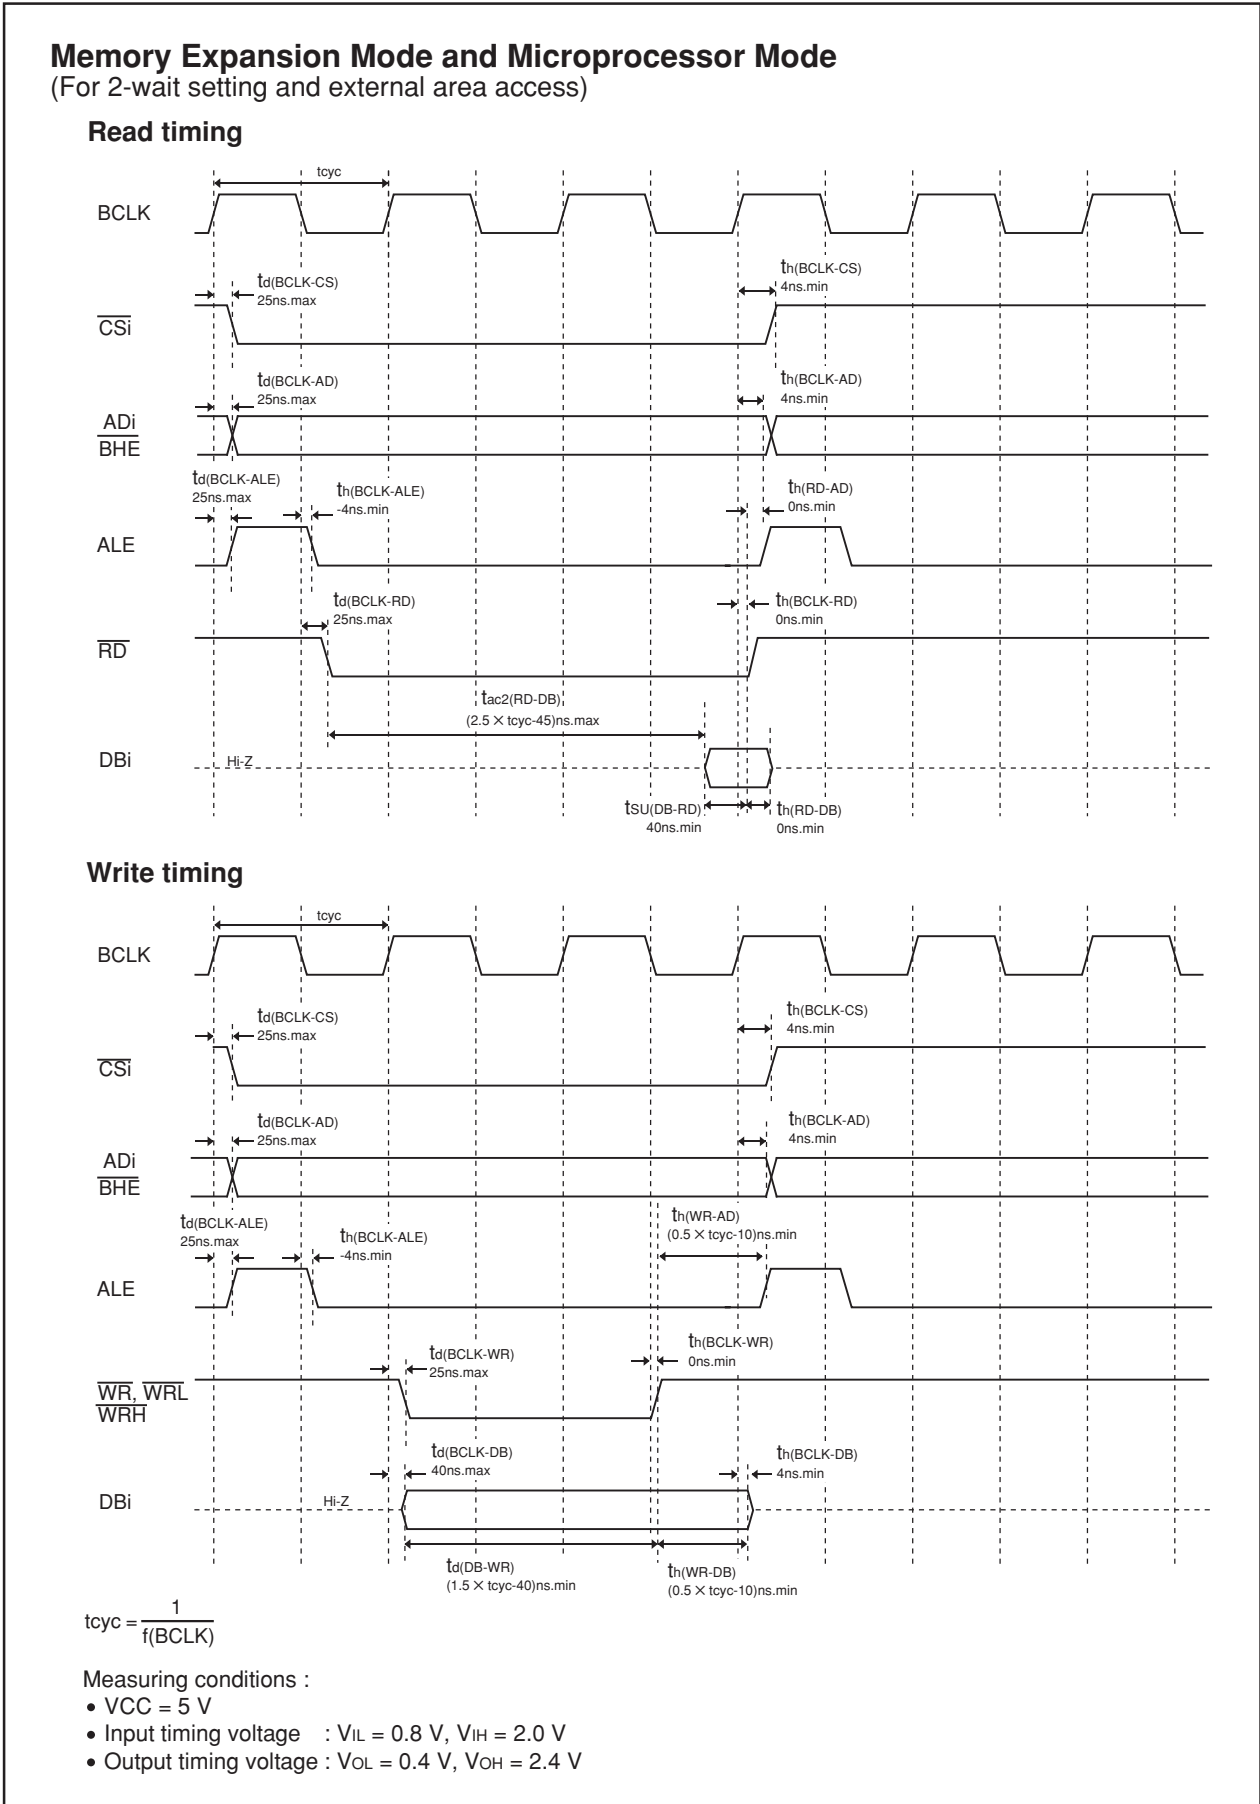 Memory Expansion Mode and Microprocessor Mode
(For 2-wait setting and external area access)
Read timing
tcyc
BCLK
td(BCLK-CS)
25ns.max
th(BCLK-CS)
4ns.min
CSi
td(BCLK-AD)
25ns.max
th(BCLK-AD)
4ns.min
ADi
BHE
td(BCLK-ALE)
25ns.max
th(BCLK-ALE)
-4ns.min
th(RD-AD)
0ns.min
ALE
td(BCLK-RD)
25ns.max
th(BCLK-RD)
0ns.min
RD
tac2(RD-DB)
(2.5 × tcyc-45)ns.max
DBi
Hi-Z
tSU(DB-RD)
40ns.min
th(RD-DB)
0ns.min
Write timing
tcyc
BCLK
td(BCLK-CS)
25ns.max
th(BCLK-CS)
4ns.min
CSi
td(BCLK-AD)
25ns.max
th(BCLK-AD)
4ns.min
ADi
BHE
td(BCLK-ALE)
25ns.max
th(BCLK-ALE)
-4ns.min
th(WR-AD)
(0.5 × tcyc-10)ns.min
ALE
td(BCLK-WR)
25ns.max
th(BCLK-WR)
0ns.min
WR, WRL
WRH
td(BCLK-DB)
40ns.max
th(BCLK-DB)
4ns.min
DBi
Hi-Z
td(DB-WR)
(1.5 × tcyc-40)ns.min
th(WR-DB)
(0.5 × tcyc-10)ns.min
tcyc = 1
f(BCLK)
Measuring conditions :
• VCC = 5 V
• Input timing voltage : VIL = 0.8 V, VIH = 2.0 V
• Output timing voltage : VOL = 0.4 V, VOH = 2.4 V